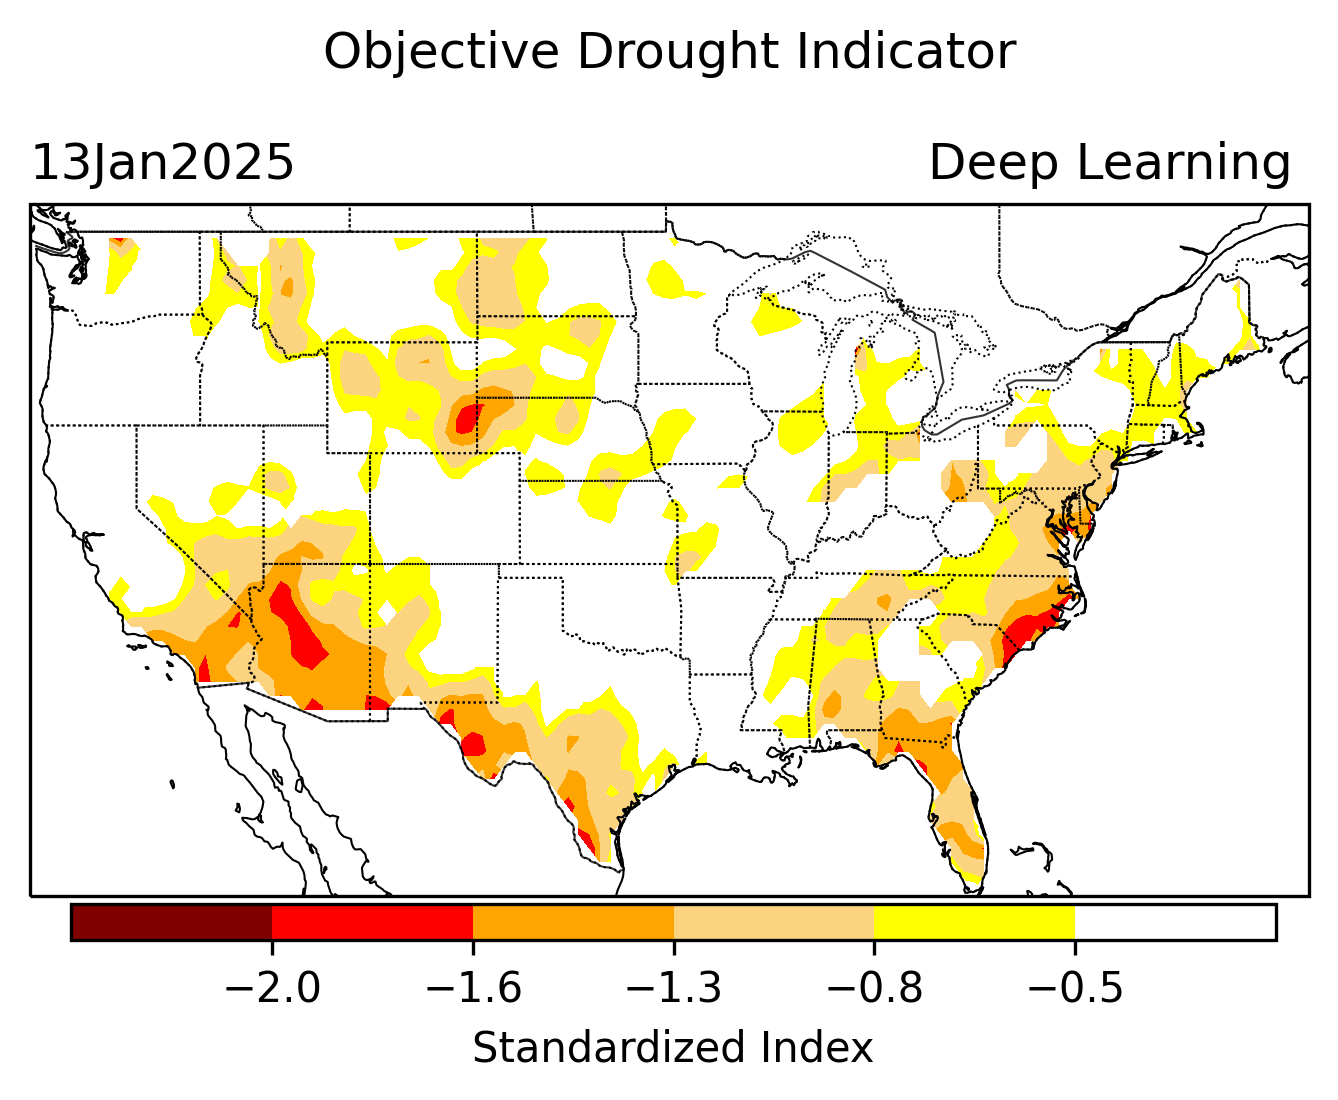 Objective Drought Indicator
13Jan2025
Deep Learning
−2.0 −1.6 −1.3 −0.8 −0.5
Standardized Index